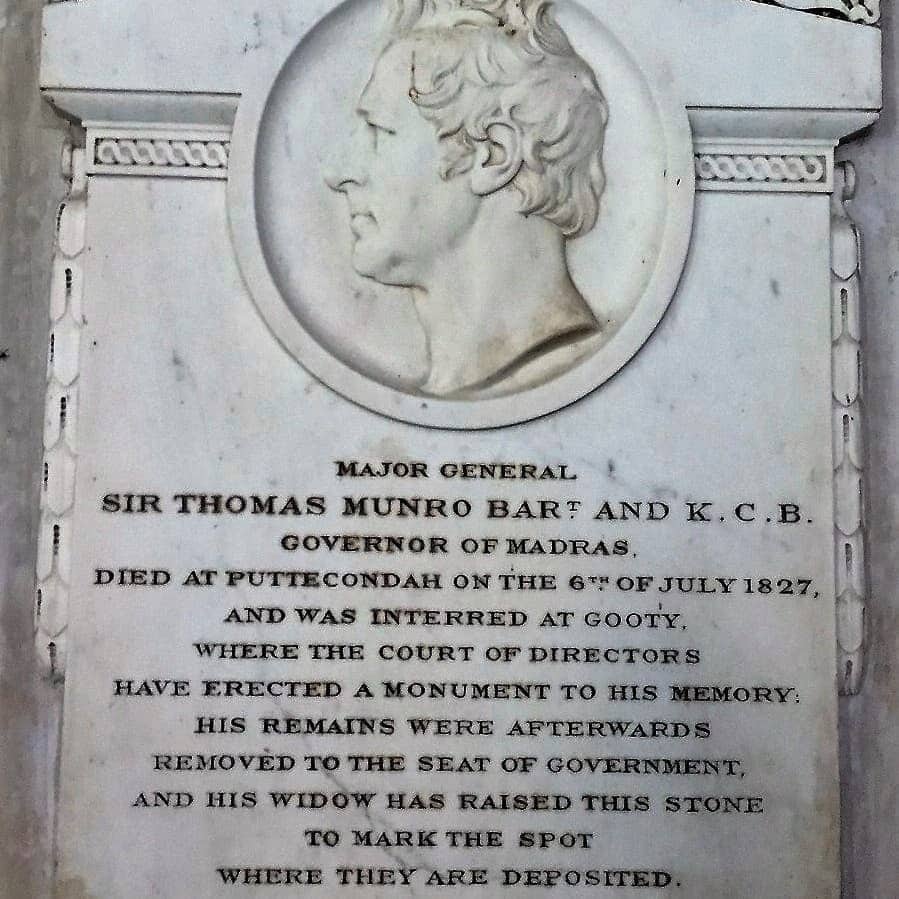 MAJOR GENERAL
SIR THOMAS MUNRO BART AND K.C.B.
GOVERNOR OF MADRAS,
DIED AT PUTTECONDAH ON THE 6TH OF JULY 1827,
AND WAS INTERRED AT GOOTY,
WHERE THE COURT OF DIRECTORS
HAVE ERECTED A MONUMENT TO HIS MEMORY:
HIS REMAINS WERE AFTERWARDS
REMOVED TO THE SEAT OF GOVERNMENT,
AND HIS WIDOW HAS RAISED THIS STONE
TO MARK THE SPOT
WHERE THEY ARE DEPOSITED.